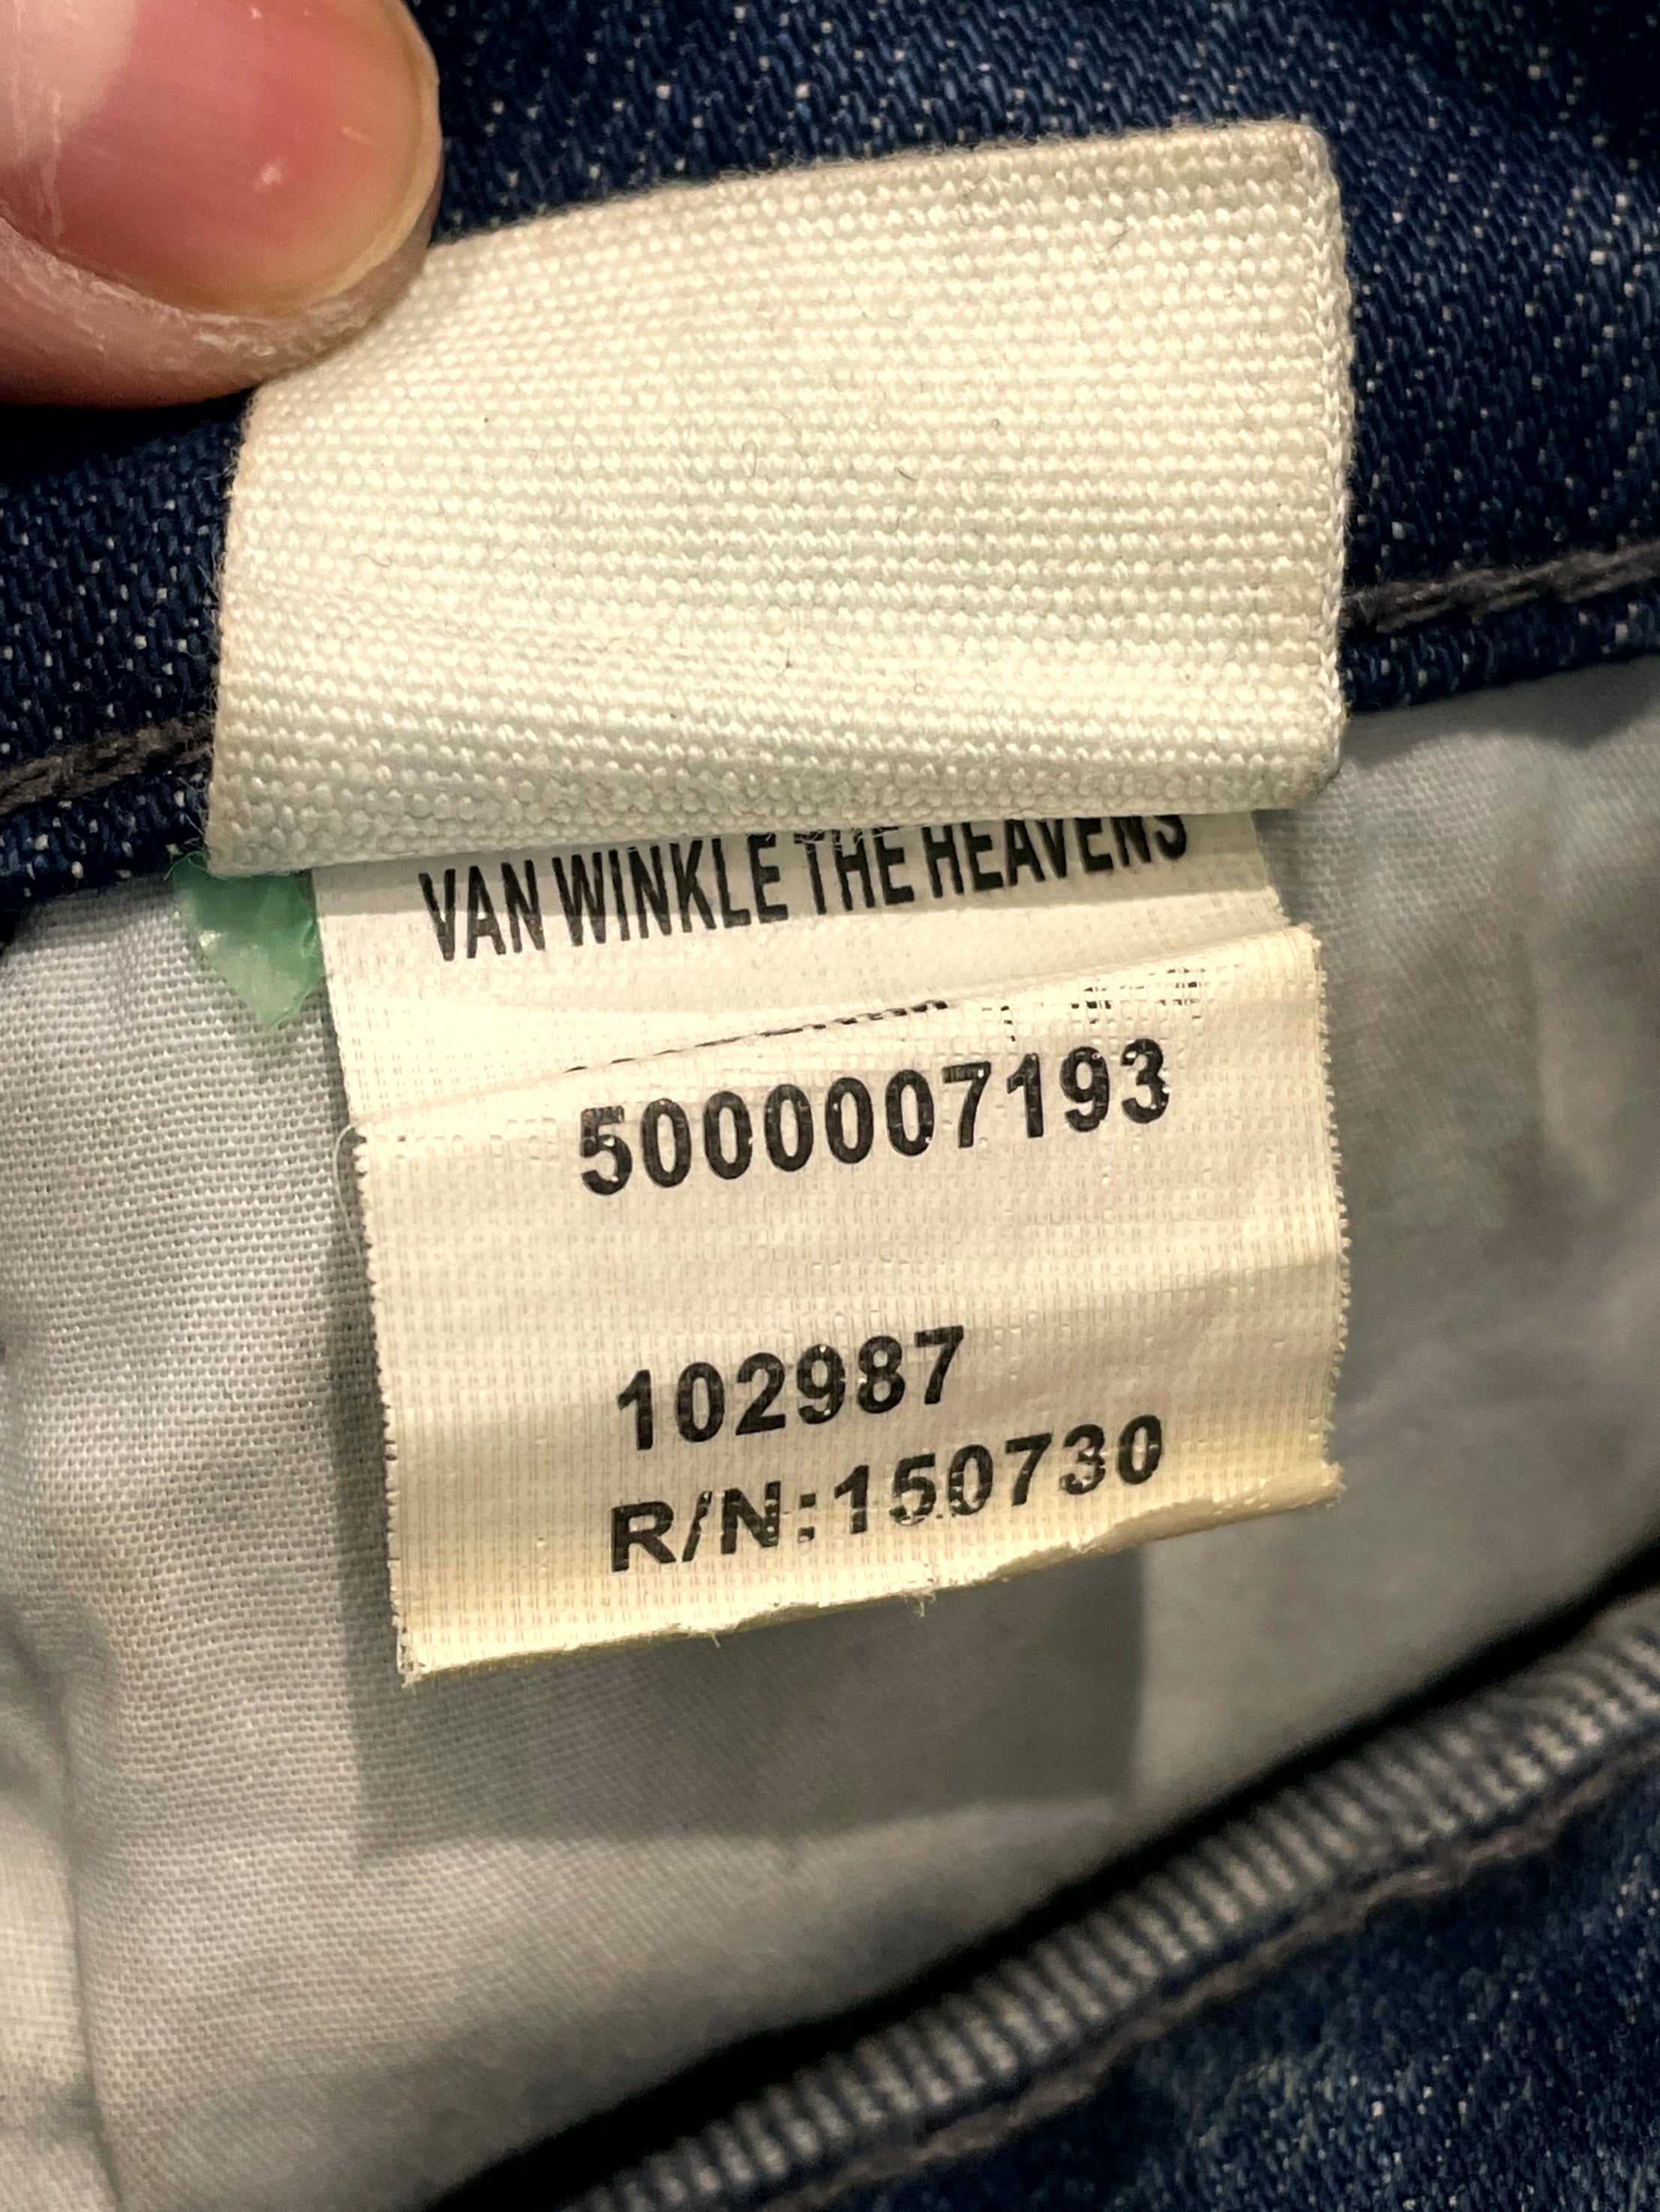 VAN WINKLE THE HEAVENS
5000007193
102987
R/N:150730